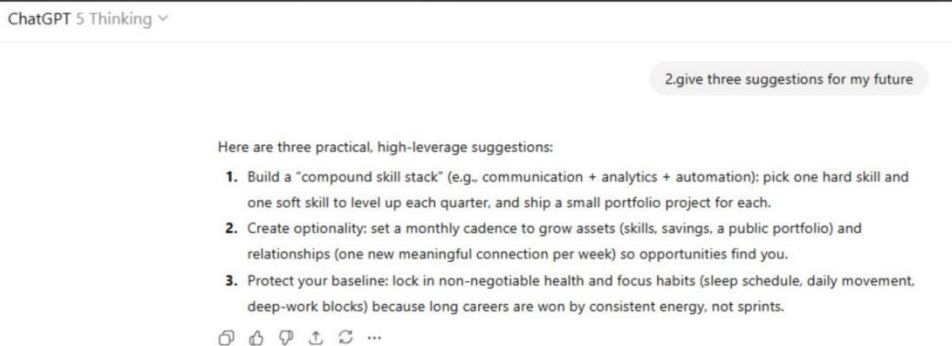 ChatGPT 5 Thinking
2.give three suggestions for my future
Here are three practical, high-leverage suggestions:
1. Build a "compound skill stack" (e.g., communication + analytics + automation): pick one hard skill and
one soft skill to level up each quarter, and ship a small portfolio project for each.
2. Create optionality: set a monthly cadence to grow assets (skills, savings, a public portfolio) and
relationships (one new meaningful connection per week) so opportunities find you.
3. Protect your baseline: lock in non-negotiable health and focus habits (sleep schedule, daily movement,
deep-work blocks) because long careers are won by consistent energy, not sprints.